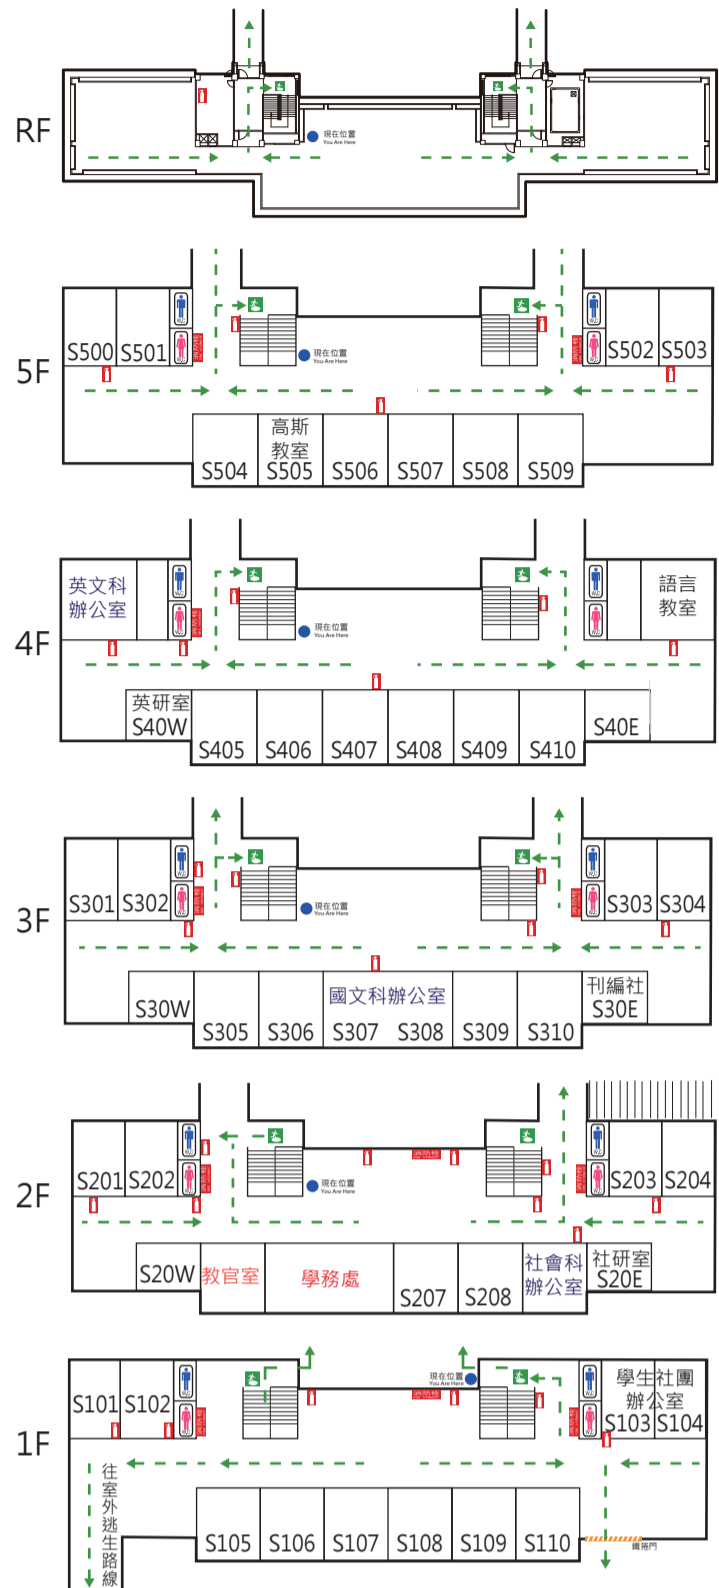 RF
現在位置
You Are Here
5F
S500
S501
現在位置
You Are Here
S502
S503
S504
高斯
教室
S505
S506
S507
S508
S509
4F
英文科
辦公室
現在位置
You Are Here
語言
教室
英研室
S40W
S405
S406
S407
S408
S409
S410
S40E
3F
S301
S302
現在位置
You Are Here
S303
S304
S30W
S305
S306
國文科辦公室
S307
S308
S309
S310
刊編社
S30E
2F
S201
S202
現在位置
You Are Here
S203
S204
S20W
教官室
學務處
S207
S208
社會科
辦公室
社研室
S20E
1F
S101
S102
現在位置
You Are Here
學生社團
辦公室
S103
S104
往室外逃生路線
S105
S106
S107
S108
S109
S110
鐵捲門